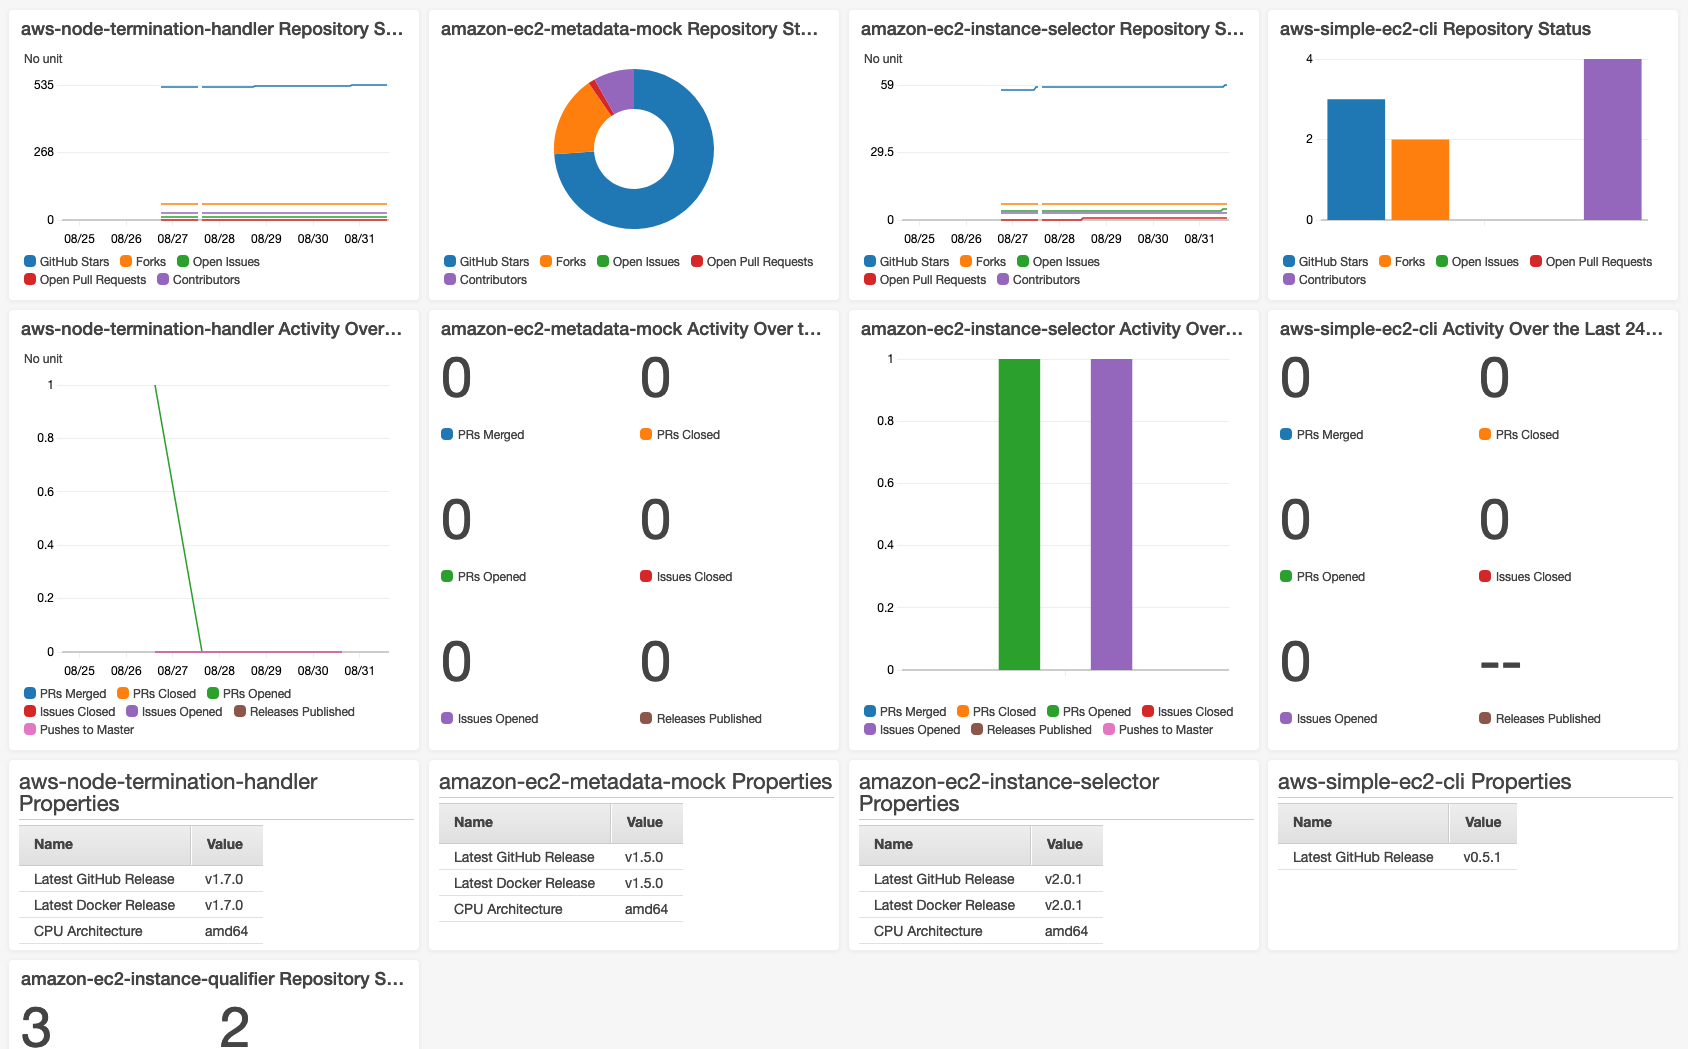 aws-node-termination-handler Repository S...
No unit
535
268
0
08/25 08/26 08/27 08/28 08/29 08/30 08/31
GitHub Stars Forks Open Issues
Open Pull Requests Contributors
amazon-ec2-metadata-mock Repository St...
GitHub Stars Forks Open Issues Open Pull Requests
Contributors
amazon-ec2-instance-selector Repository S...
No unit
59
29.5
0
08/25 08/26 08/27 08/28 08/29 08/30 08/31
GitHub Stars Forks Open Issues
Open Pull Requests Contributors
aws-simple-ec2-cli Repository Status
4
2
0
GitHub Stars Forks Open Issues Open Pull Requests
Contributors
aws-node-termination-handler Activity Over...
No unit
1
0.8
0.6
0.4
0.2
0
08/25 08/26 08/27 08/28 08/29 08/30 08/31
PRs Merged PRs Closed PRs Opened
Issues Closed Issues Opened Releases Published
Pushes to Master
amazon-ec2-metadata-mock Activity Over t...
0 0
PRs Merged PRs Closed
0 0
PRs Opened Issues Closed
0 0
Issues Opened Releases Published
amazon-ec2-instance-selector Activity Over...
1
0.8
0.6
0.4
0.2
0
PRs Merged PRs Closed PRs Opened Issues Closed
Issues Opened Releases Published Pushes to Master
aws-simple-ec2-cli Activity Over the Last 24...
0 0
PRs Merged PRs Closed
0 0
PRs Opened Issues Closed
0 --
Issues Opened Releases Published
aws-node-termination-handler
Properties
Name Value
Latest GitHub Release v1.7.0
Latest Docker Release v1.7.0
CPU Architecture amd64
amazon-ec2-metadata-mock Properties
Name Value
Latest GitHub Release v1.5.0
Latest Docker Release v1.5.0
CPU Architecture amd64
amazon-ec2-instance-selector
Properties
Name Value
Latest GitHub Release v2.0.1
Latest Docker Release v2.0.1
CPU Architecture amd64
aws-simple-ec2-cli Properties
Name Value
Latest GitHub Release v0.5.1
amazon-ec2-instance-qualifier Repository S...
3 2